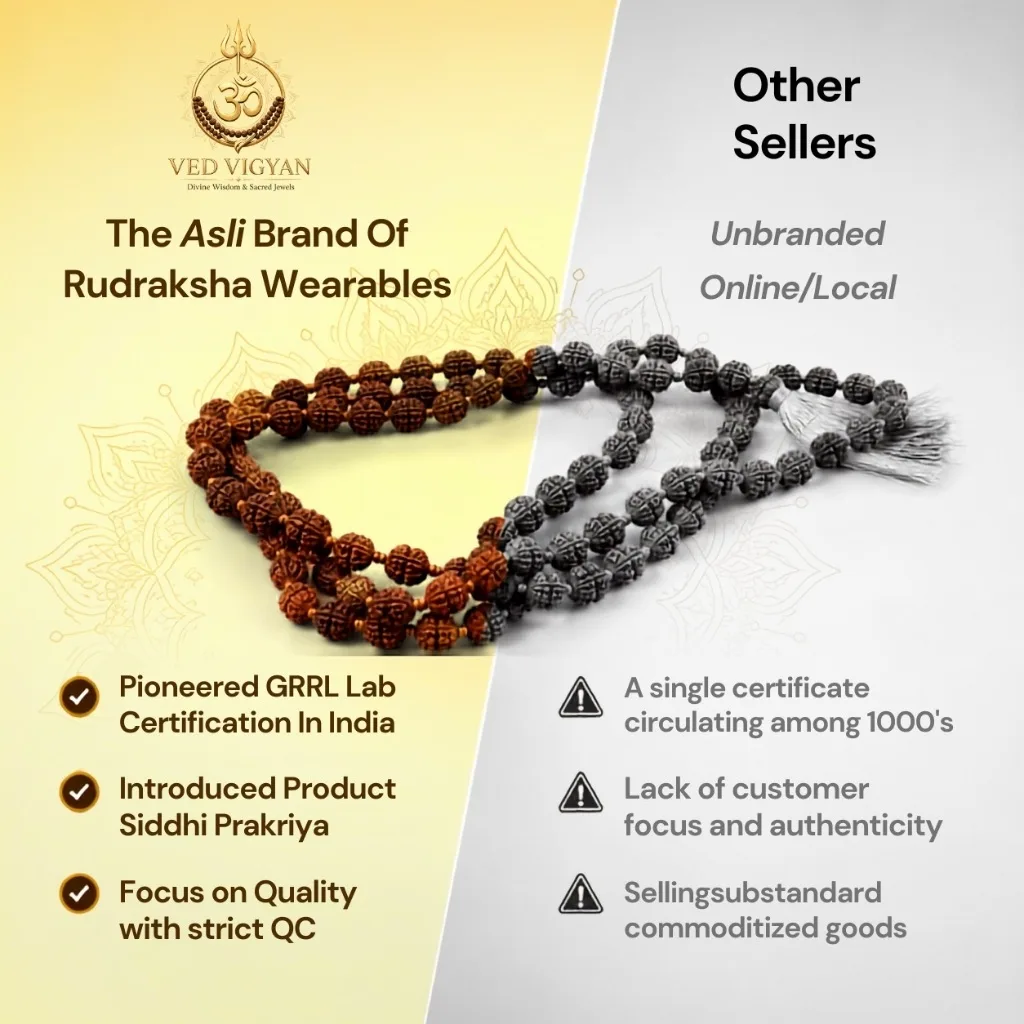 ॐ
VED VIGYAN
Divine Wisdom & Sacred Jewels
The Asli Brand Of
Rudraksha Wearables
Other
Sellers
Unbranded
Online/Local
Pioneered GRRL Lab
Certification In India
Introduced Product
Siddhi Prakriya
Focus on Quality
with strict QC
A single certificate
circulating among 1000's
Lack of customer
focus and authenticity
Sellingsubstandard
commoditized goods